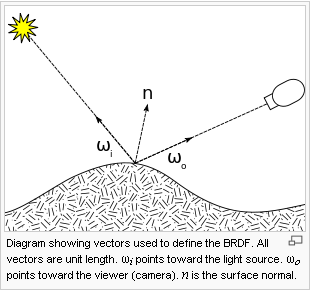 n
ωi
ωo
Diagram showing vectors used to define the BRDF. All
vectors are unit length. ωi points toward the light source. ωo
points toward the viewer (camera). n is the surface normal.